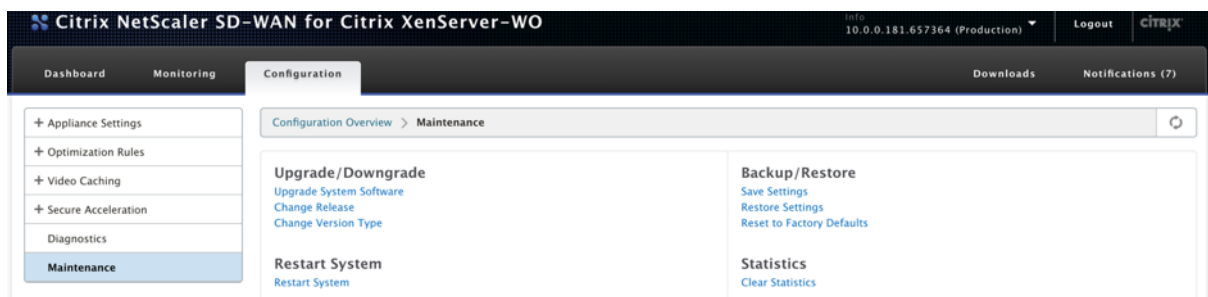 Citrix NetScaler SD-WAN for Citrix XenServer-WO
Info
10.0.0.181.657364 (Production)
Logout
CITRIX
Dashboard
Monitoring
Configuration
Downloads
Notifications (7)
+ Appliance Settings
+ Optimization Rules
+ Video Caching
+ Secure Acceleration
Diagnostics
Maintenance
Configuration Overview > Maintenance
Upgrade/Downgrade
Upgrade System Software
Change Release
Change Version Type
Restart System
Restart System
Backup/Restore
Save Settings
Restore Settings
Reset to Factory Defaults
Statistics
Clear Statistics